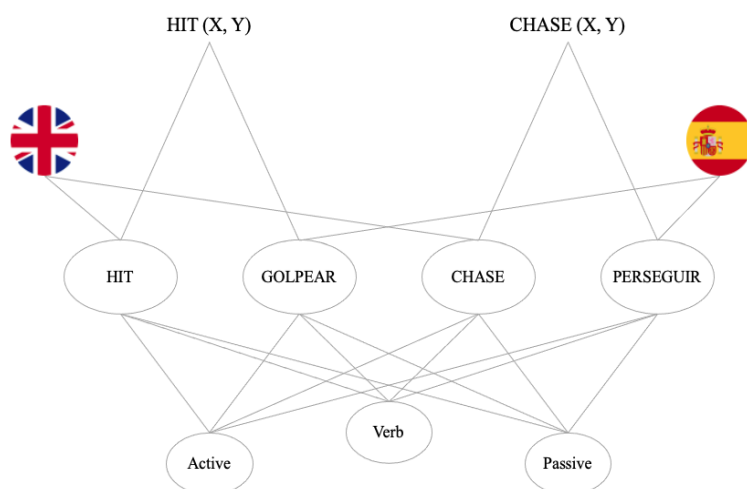 HIT (X, Y)
CHASE (X, Y)
HIT
GOLPEAR
CHASE
PERSEGUIR
Verb
Active
Passive